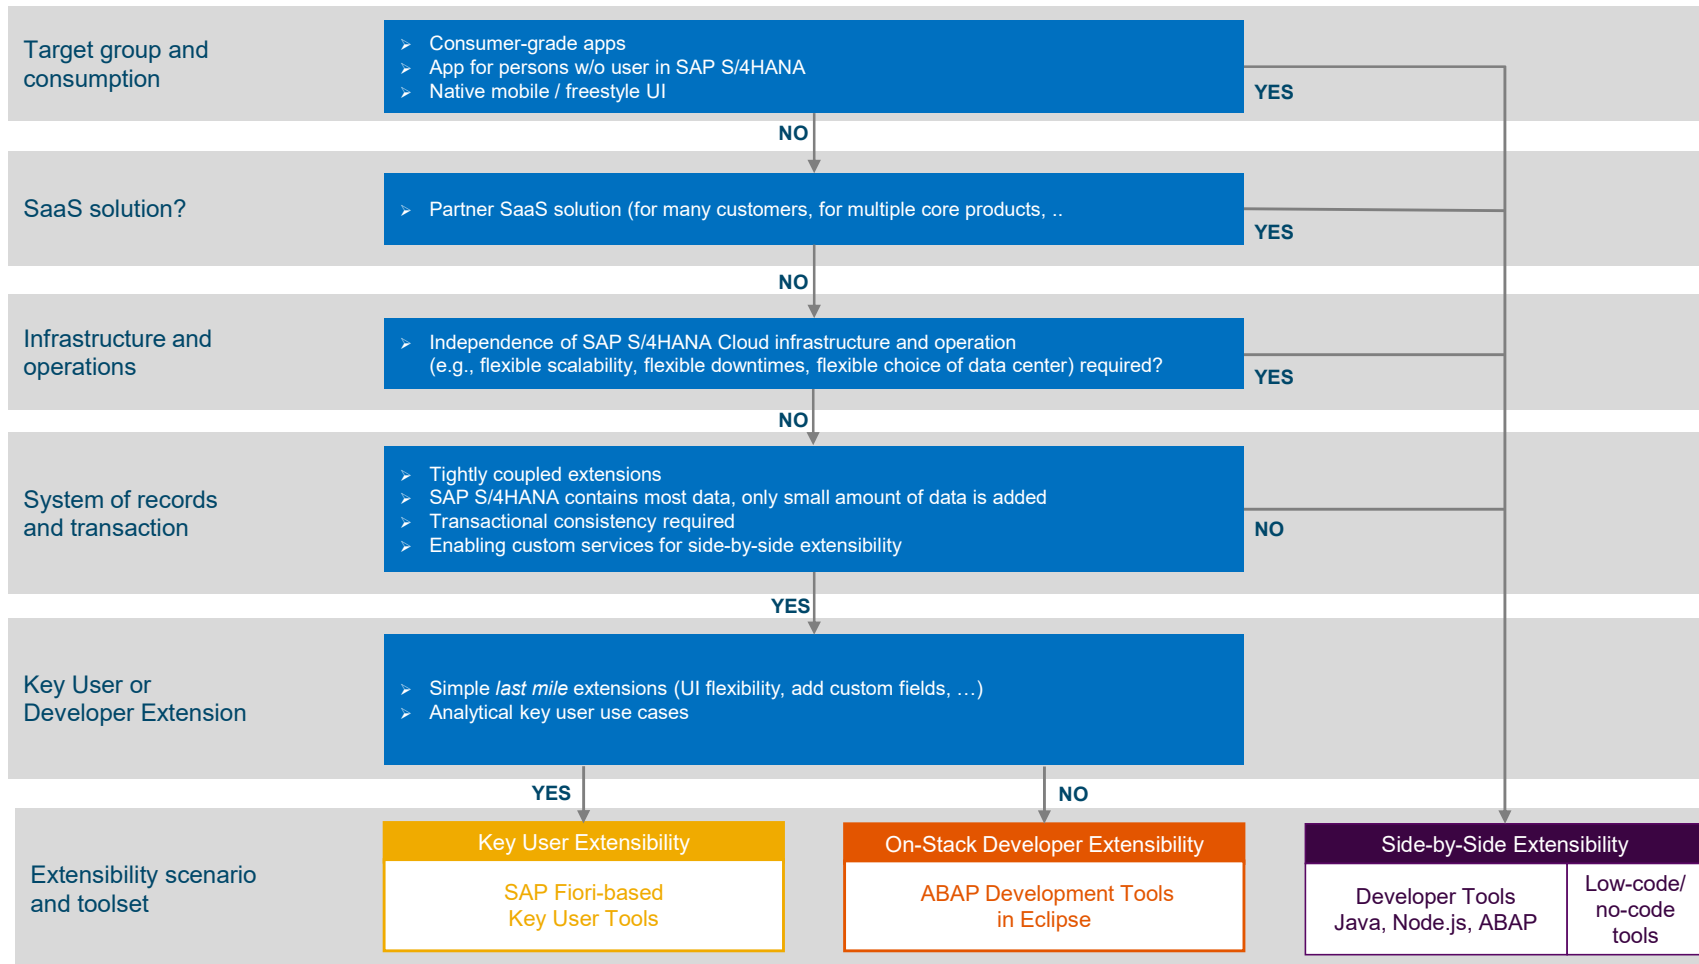 Target group and
consumption
➢ Consumer-grade apps
➢ App for persons w/o user in SAP S/4HANA
➢ Native mobile / freestyle UI
YES
NO
SaaS solution?
➢ Partner SaaS solution (for many customers, for multiple core products, ..
YES
NO
Infrastructure and
operations
➢ Independence of SAP S/4HANA Cloud infrastructure and operation
(e.g., flexible scalability, flexible downtimes, flexible choice of data center) required?
YES
NO
System of records
and transaction
➢ Tightly coupled extensions
➢ SAP S/4HANA contains most data, only small amount of data is added
➢ Transactional consistency required
➢ Enabling custom services for side-by-side extensibility
NO
YES
Key User or
Developer Extension
➢ Simple last mile extensions (UI flexibility, add custom fields, …)
➢ Analytical key user use cases
YES
NO
Extensibility scenario
and toolset
Key User Extensibility
SAP Fiori-based
Key User Tools
On-Stack Developer Extensibility
ABAP Development Tools
in Eclipse
Side-by-Side Extensibility
Developer Tools
Java, Node.js, ABAP
Low-code/
no-code
tools